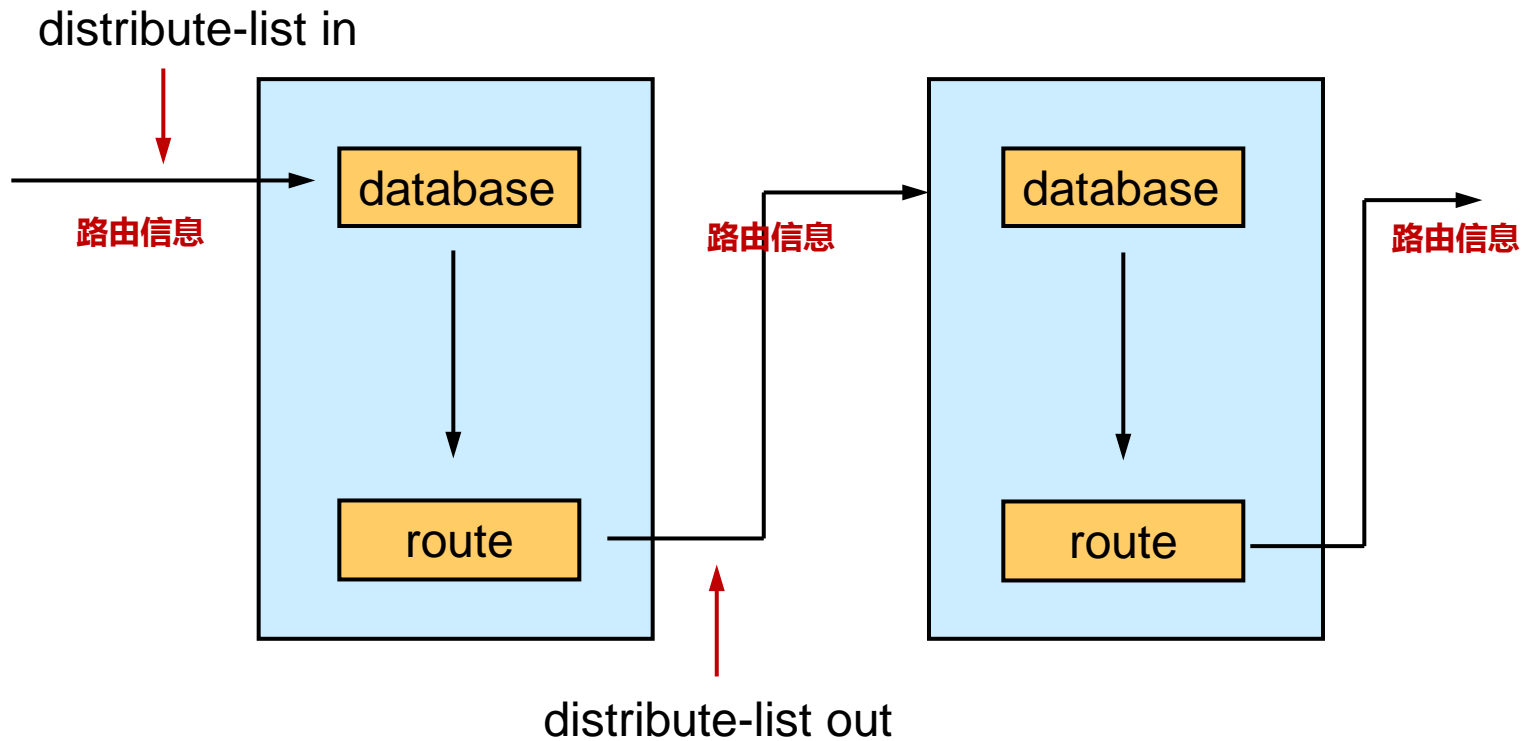 distribute-list in
database
database
路由信息
路由信息
路由信息
route
route
distribute-list out